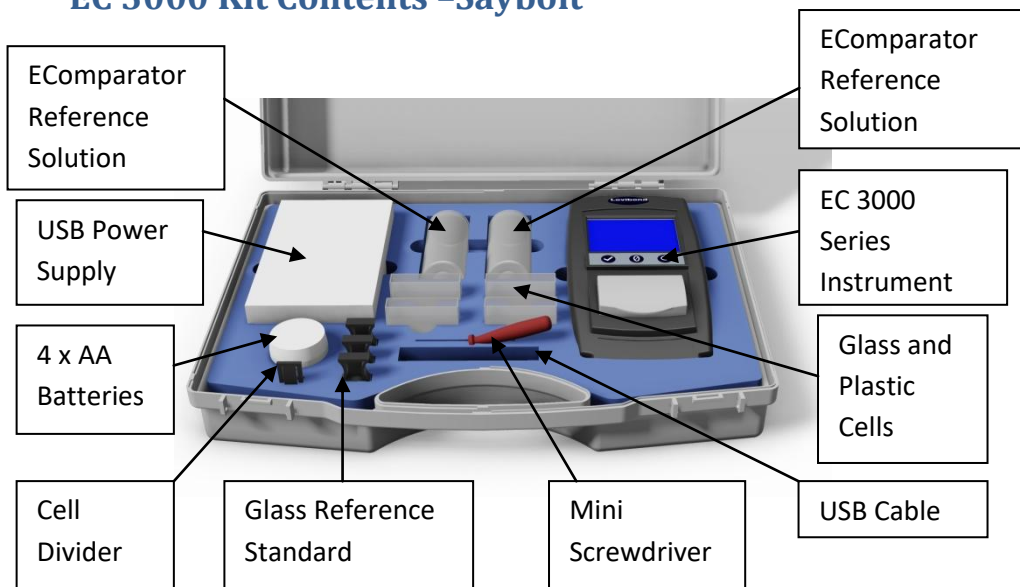 EC 3000 Kit Contents –Saybolt
EComparator
Reference
Solution
EComparator
Reference
Solution
USB Power
Supply
EC 3000
Series
Instrument
Lovibond
4 x AA
Batteries
Glass and
Plastic
Cells
Cell
Divider
Glass Reference
Standard
Mini
Screwdriver
USB Cable